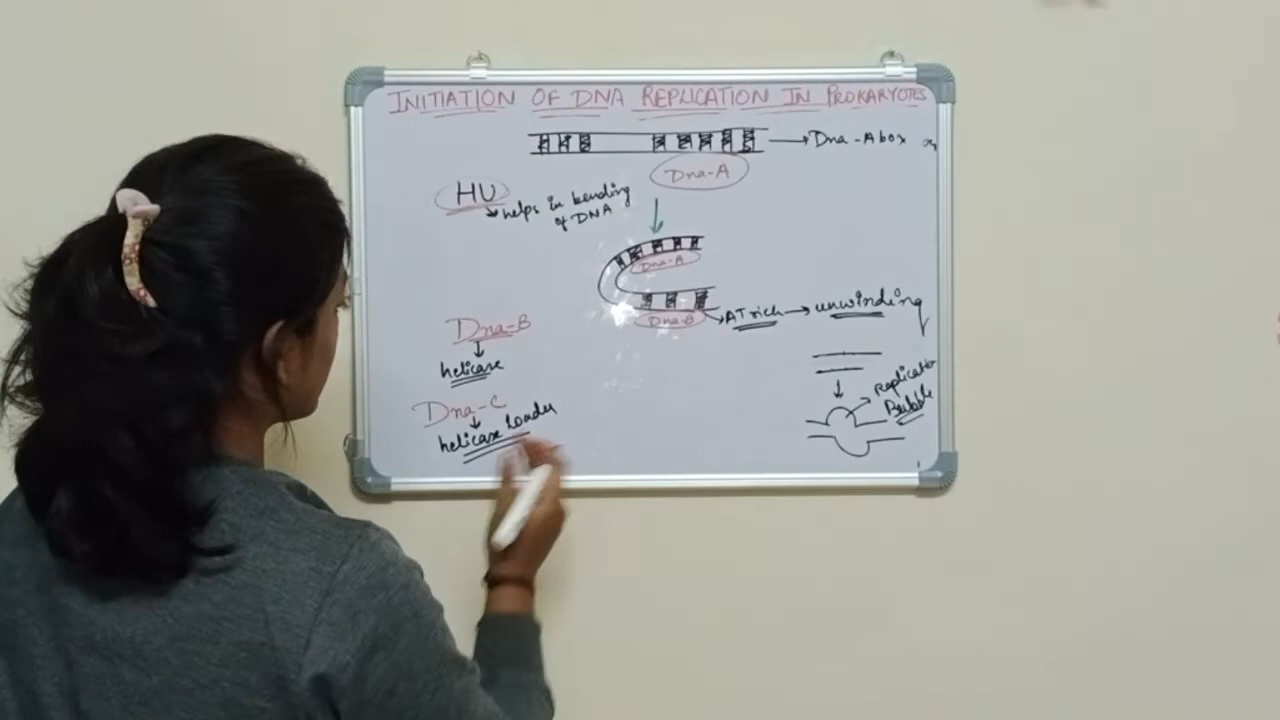 INITIATION OF DNA REPLICATION IN PROKARYOTES
Dna-A box or
Dna-A
HU
helps in bending
of DNA
Dna-A
Dna-B
AT rich → unwinding
Dna-B
helicase
Dna-C
helicase loader
Replication
Bubble